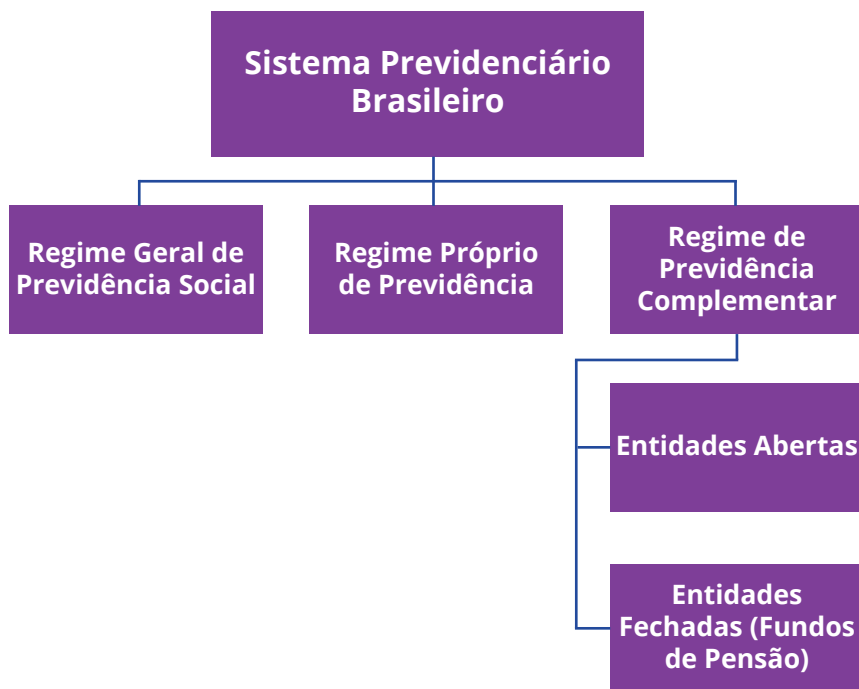 Sistema Previdenciário
Brasileiro
Regime Geral de
Previdência Social
Regime Próprio
de Previdência
Regime de
Previdência
Complementar
Entidades Abertas
Entidades
Fechadas (Fundos
de Pensão)